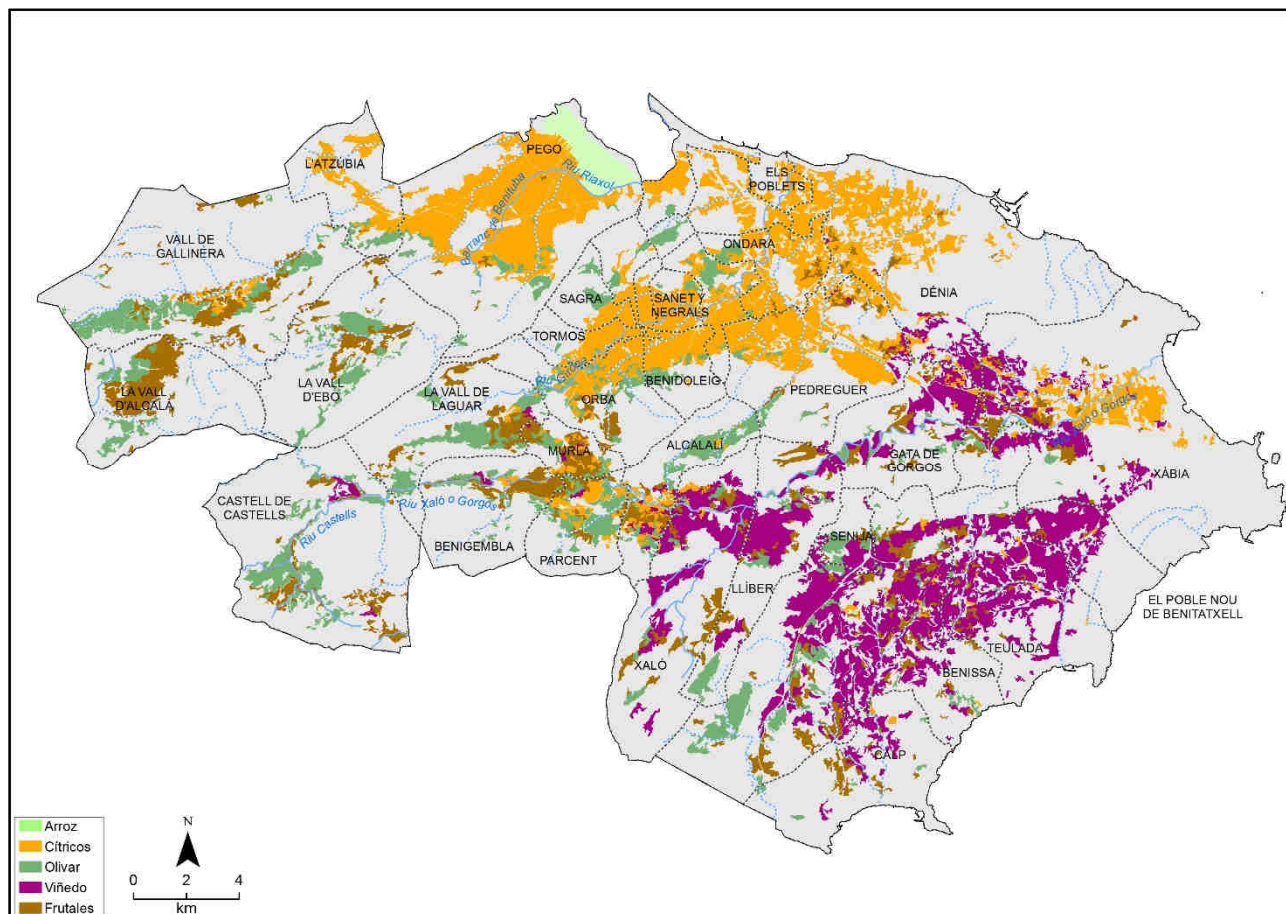 PEGO
L'ATZÚBIA
ELS
POBLETS
Riu Riaxol
Barranc de Benituba
VALL DE
GALLINERA
ONDARA
SAGRA
SANET Y
NEGRALS
DÉNIA
TORMOS
LA VALL
D'ALCALÀ
LA VALL
D'EBO
LA VALL DE
LAGUAR
BENIDOLEIG
PEDREGUER
ORBA
ALCALALÍ
MURLA
GATA DE
GORGOS
XÀBIA
CASTELL DE
CASTELLS
Riu Castells
Riu Xaló o Gorgos
SENIJA
BENIGEMBLA
PARCENT
LLÍBER
EL POBLE NOU
DE BENITATXELL
XALÓ
TEULADA
BENISSA
CALP
Arroz
Cítricos
Olivar
Viñedo
Frutales
N
0 2 4
km